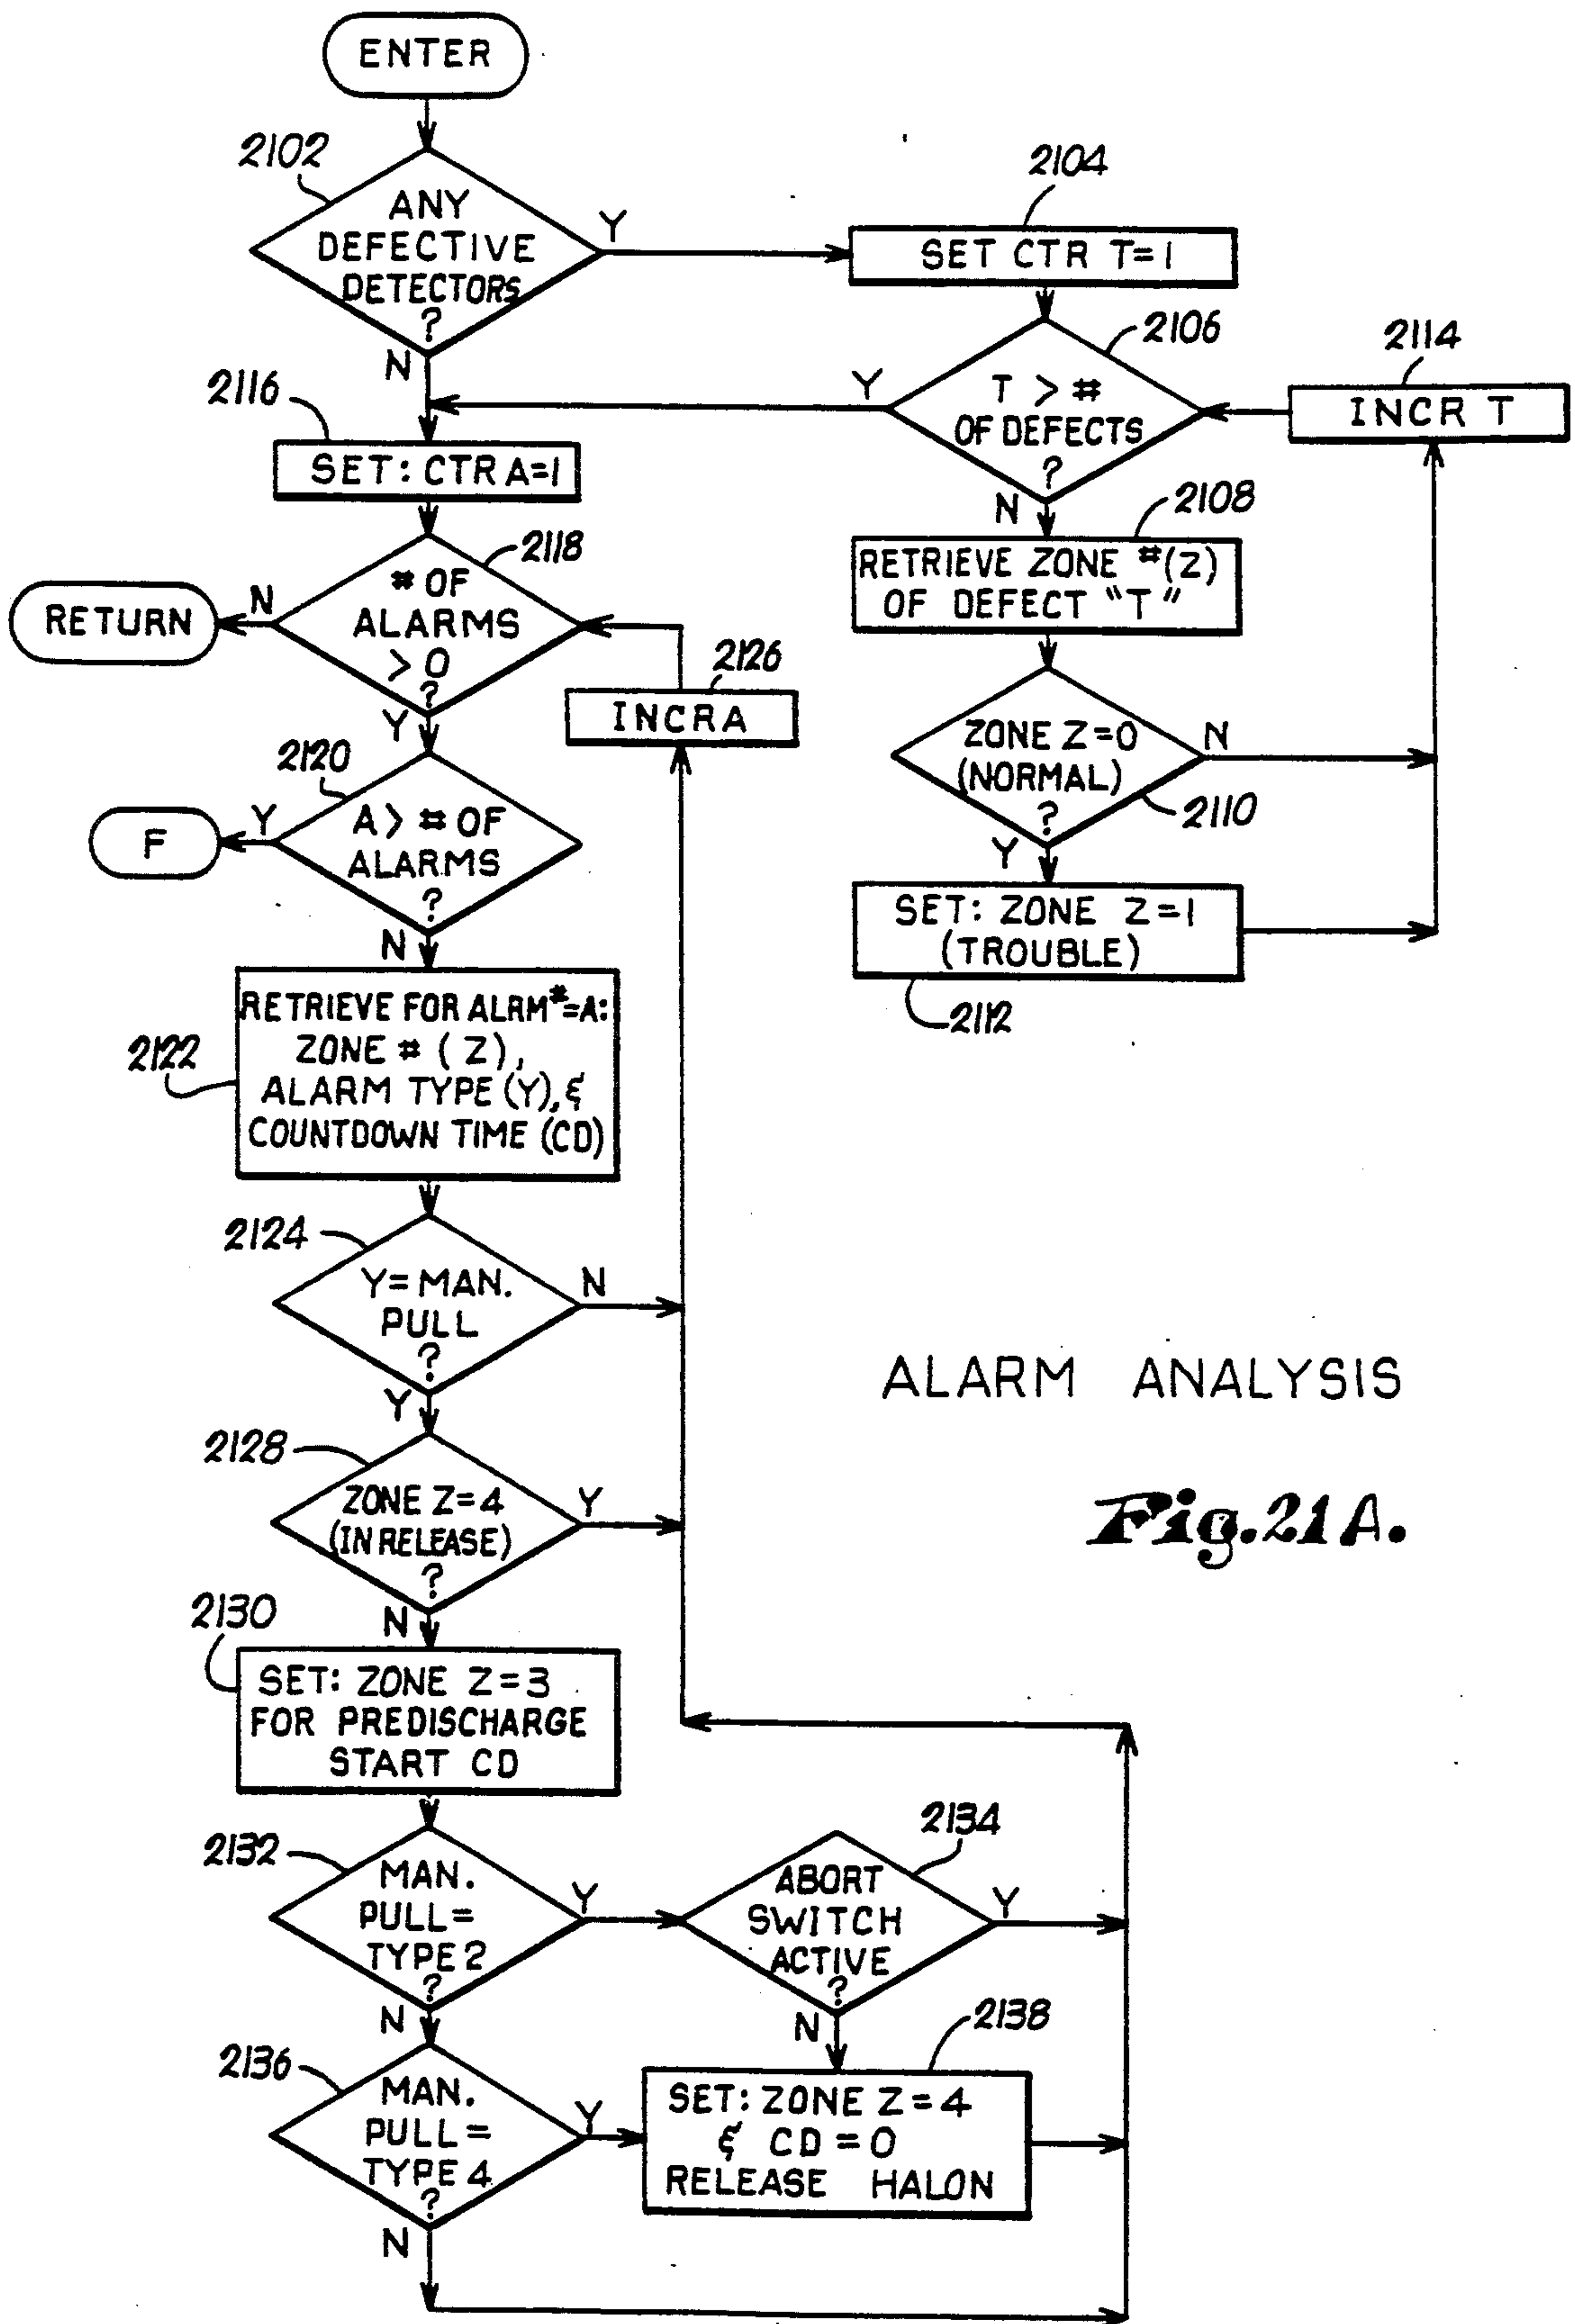 ENTER
2102
ANY
DEFECTIVE
DETECTORS
?
Y
N
2104
SET CTR T=1
2106
T > #
OF DEFECTS
?
Y
N
2114
INCR T
2116
SET: CTR A=1
2108
RETRIEVE ZONE #(Z)
OF DEFECT "T"
2118
# OF
ALARMS
> 0
?
N
Y
RETURN
2126
INCR A
ZONE Z=0
(NORMAL)
?
N
Y
2110
2120
A > # OF
ALARMS
?
Y
N
F
SET: ZONE Z=1
(TROUBLE)
2112
2122
RETRIEVE FOR ALRM#=A:
ZONE # (Z),
ALARM TYPE (Y), &
COUNTDOWN TIME (CD)
2124
Y=MAN.
PULL
?
N
Y
ALARM ANALYSIS
2128
ZONE Z=4
(IN RELEASE)
?
Y
N
Fig. 21A.
2130
SET: ZONE Z=3
FOR PREDISCHARGE
START CD
2132
MAN.
PULL=
TYPE 2
?
Y
N
2134
ABORT
SWITCH
ACTIVE
?
Y
N
2136
MAN.
PULL=
TYPE 4
?
Y
N
2138
SET: ZONE Z=4
& CD=0
RELEASE HALON